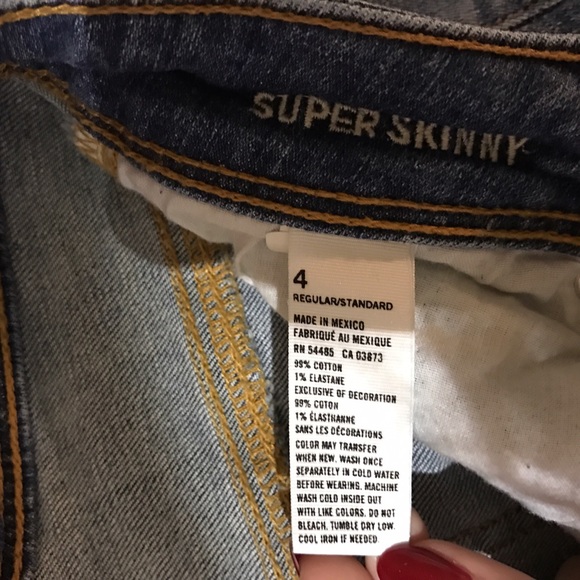 SUPER SKINNY
4
REGULAR/STANDARD
MADE IN MEXICO
FABRIQUÉ AU MEXIQUE
RN 54485 CA 03873
99% COTTON
1% ELASTANE
EXCLUSIVE OF DECORATION
99% COTON
1% ÉLASTHANNE
SANS LES DÉCORATIONS
COLOR MAY TRANSFER
WHEN NEW. WASH ONCE
SEPARATELY IN COLD WATER
BEFORE WEARING. MACHINE
WASH COLD INSIDE OUT
WITH LIKE COLORS. DO NOT
BLEACH. TUMBLE DRY LOW.
COOL IRON IF NEEDED.